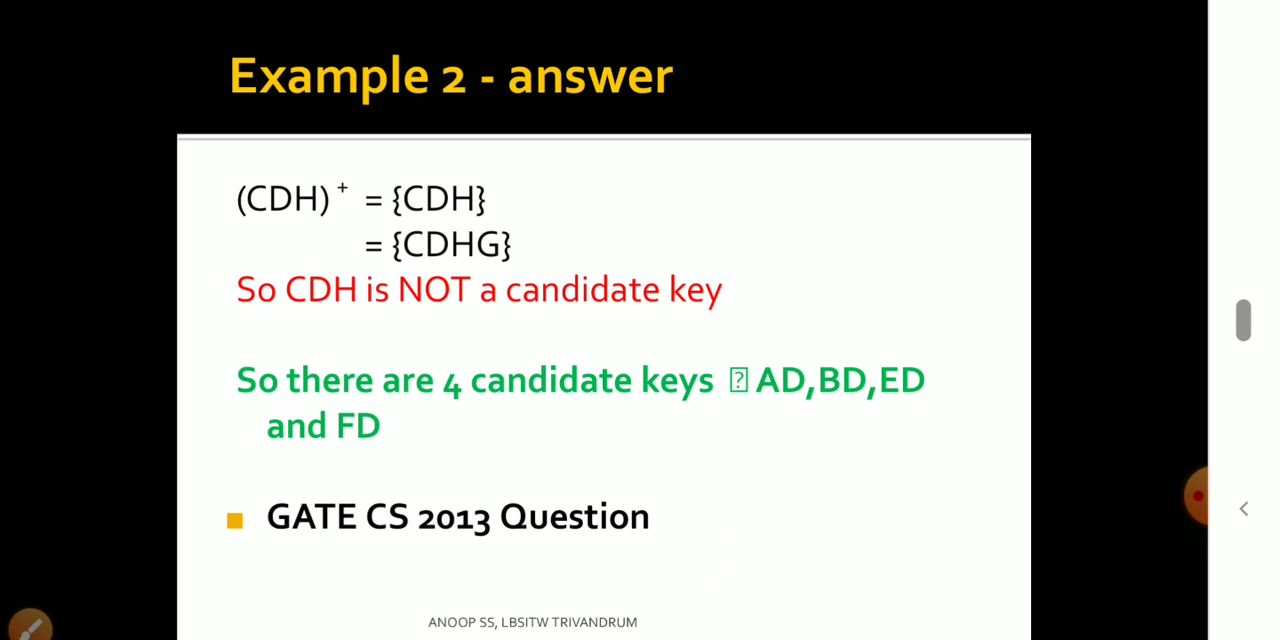 Example 2 - answer
(CDH)⁺ = {CDH}
= {CDHG}
So CDH is NOT a candidate key
So there are 4 candidate keys ⍰ AD,BD,ED
and FD
■ GATE CS 2013 Question
ANOOP SS, LBSITW TRIVANDRUM